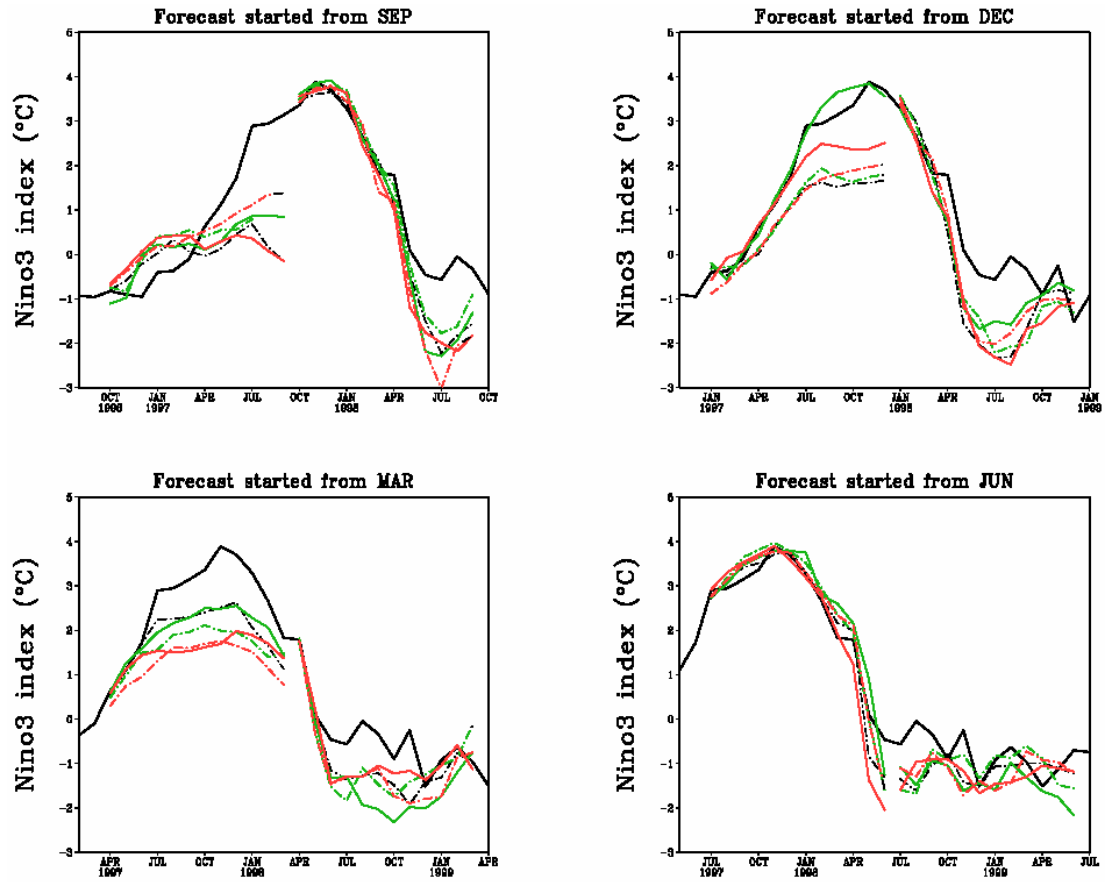 Forecast started from SEP
Nino3 index (°C)
5
4
3
2
1
0
-1
-2
-3
OCT JAN APR JUL OCT JAN APR JUL OCT
1996 1997 1998
Forecast started from DEC
Nino3 index (°C)
5
4
3
2
1
0
-1
-2
-3
JAN APR JUL OCT JAN APR JUL OCT JAN
1997 1998 1999
Forecast started from MAR
Nino3 index (°C)
5
4
3
2
1
0
-1
-2
-3
APR JUL OCT JAN APR JUL OCT JAN APR
1997 1998 1999
Forecast started from JUN
Nino3 index (°C)
5
4
3
2
1
0
-1
-2
-3
JUL OCT JAN APR JUL OCT JAN APR JUL
1997 1998 1999